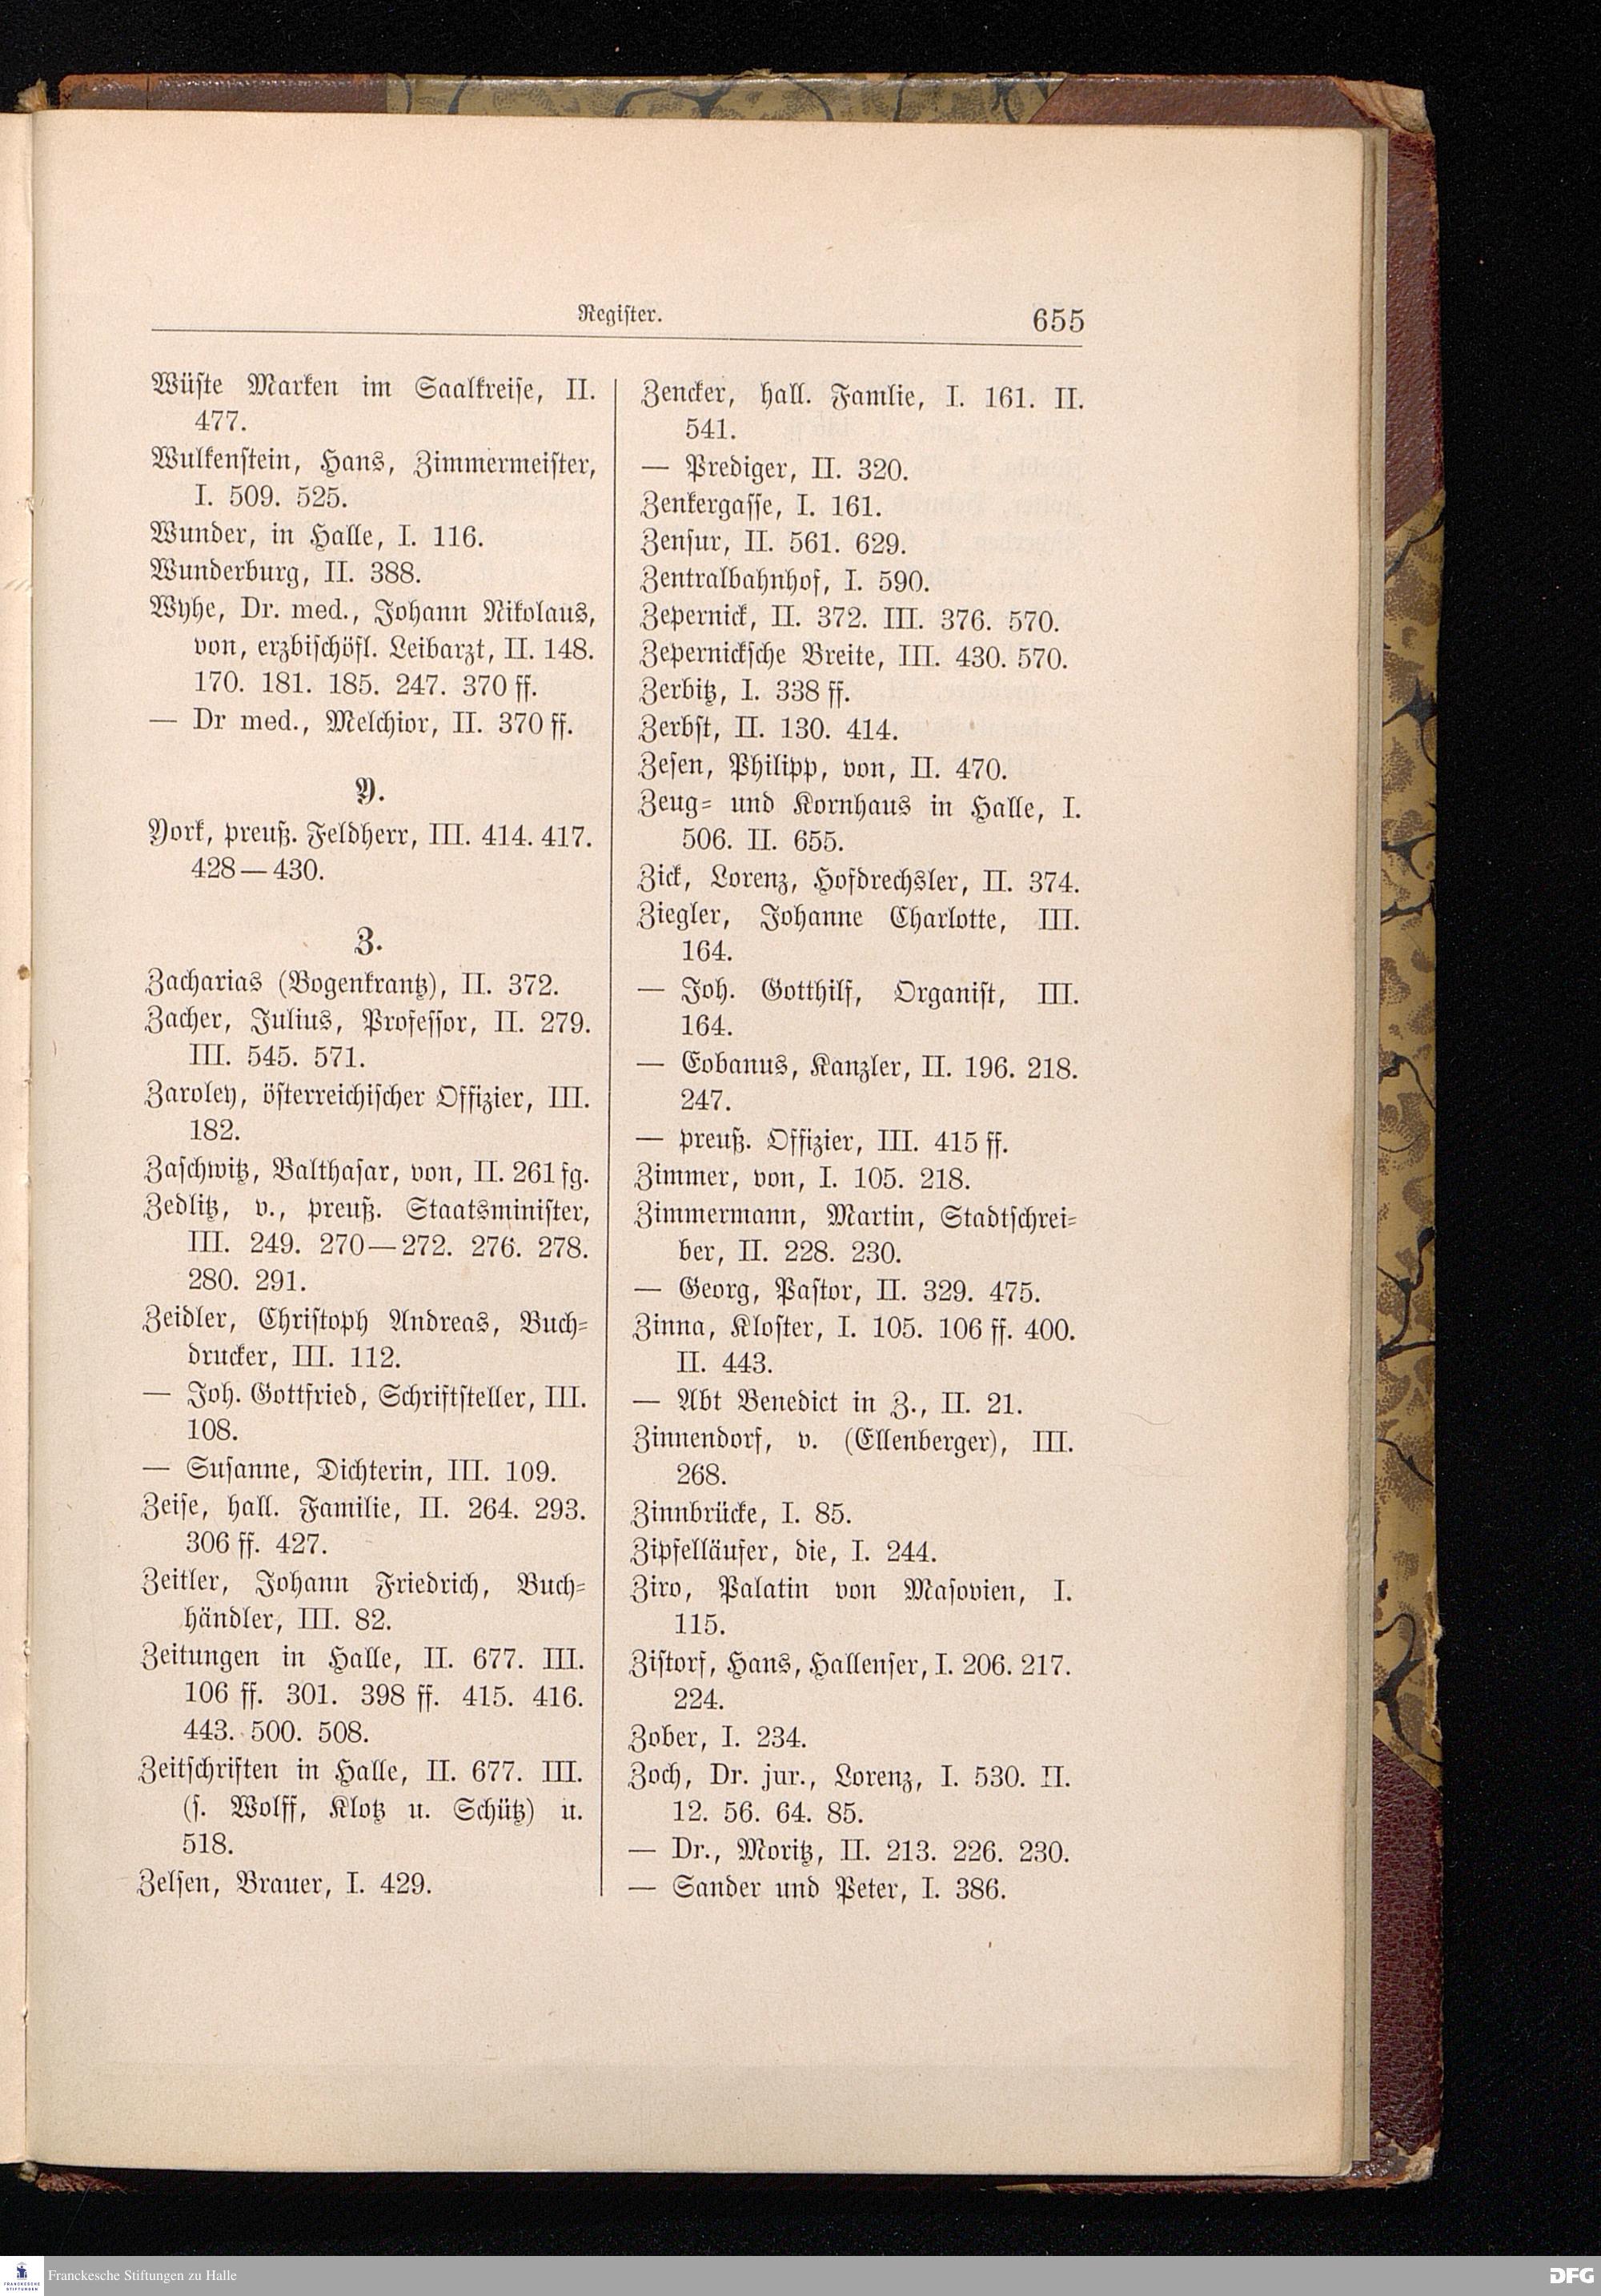 Register.
655
Wüste Marken im Saalkreise, II.
477.
Wulkenstein, Hans, Zimmermeister,
I. 509. 525.
Wunder, in Halle, I. 116.
Wunderburg, II. 388.
Wyhe, Dr. med., Johann Nikolaus,
von, erzbischöfl. Leibarzt, II. 148.
170. 181. 185. 247. 370 ff.
— Dr med., Melchior, II. 370 ff.
Y.
York, preuß. Feldherr, III. 414. 417.
428—430.
Z.
Zacharias (Bogenkrantz), II. 372.
Zacher, Julius, Professor, II. 279.
III. 545. 571.
Zaroley, österreichischer Offizier, III.
182.
Zaschwitz, Balthasar, von, II. 261 fg.
Zedlitz, v., preuß. Staatsminister,
III. 249. 270—272. 276. 278.
280. 291.
Zeidler, Christoph Andreas, Buch-
drucker, III. 112.
— Joh. Gottfried, Schriftsteller, III.
108.
— Susanne, Dichterin, III. 109.
Zeise, hall. Familie, II. 264. 293.
306 ff. 427.
Zeitler, Johann Friedrich, Buch-
händler, III. 82.
Zeitungen in Halle, II. 677. III.
106 ff. 301. 398 ff. 415. 416.
443. 500. 508.
Zeitschriften in Halle, II. 677. III.
(s. Wolff, Klotz u. Schütz) u.
518.
Zelsen, Brauer, I. 429.
Zencker, hall. Famlie, I. 161. II.
541.
— Prediger, II. 320.
Zenkergasse, I. 161.
Zensur, II. 561. 629.
Zentralbahnhof, I. 590.
Zepernick, II. 372. III. 376. 570.
Zepernicksche Breite, III. 430. 570.
Zerbitz, I. 338 ff.
Zerbst, II. 130. 414.
Zesen, Philipp, von, II. 470.
Zeug- und Kornhaus in Halle, I.
506. II. 655.
Zick, Lorenz, Hofdrechsler, II. 374.
Ziegler, Johanne Charlotte, III.
164.
— Joh. Gotthilf, Organist, III.
164.
— Eobanus, Kanzler, II. 196. 218.
247.
— preuß. Offizier, III. 415 ff.
Zimmer, von, I. 105. 218.
Zimmermann, Martin, Stadtschrei-
ber, II. 228. 230.
— Georg, Pastor, II. 329. 475.
Zinna, Kloster, I. 105. 106 ff. 400.
II. 443.
— Abt Benedict in Z., II. 21.
Zinnendorf, v. (Ellenberger), III.
268.
Zinnbrücke, I. 85.
Zipfelläufer, die, I. 244.
Ziro, Palatin von Masovien, I.
115.
Zistorf, Hans, Hallenser, I. 206. 217.
224.
Zober, I. 234.
Zoch, Dr. jur., Lorenz, I. 530. II.
12. 56. 64. 85.
— Dr., Moritz, II. 213. 226. 230.
— Sander und Peter, I. 386.
FRANCKESCHE
STIFTUNGEN
Franckesche Stiftungen zu Halle
DFG